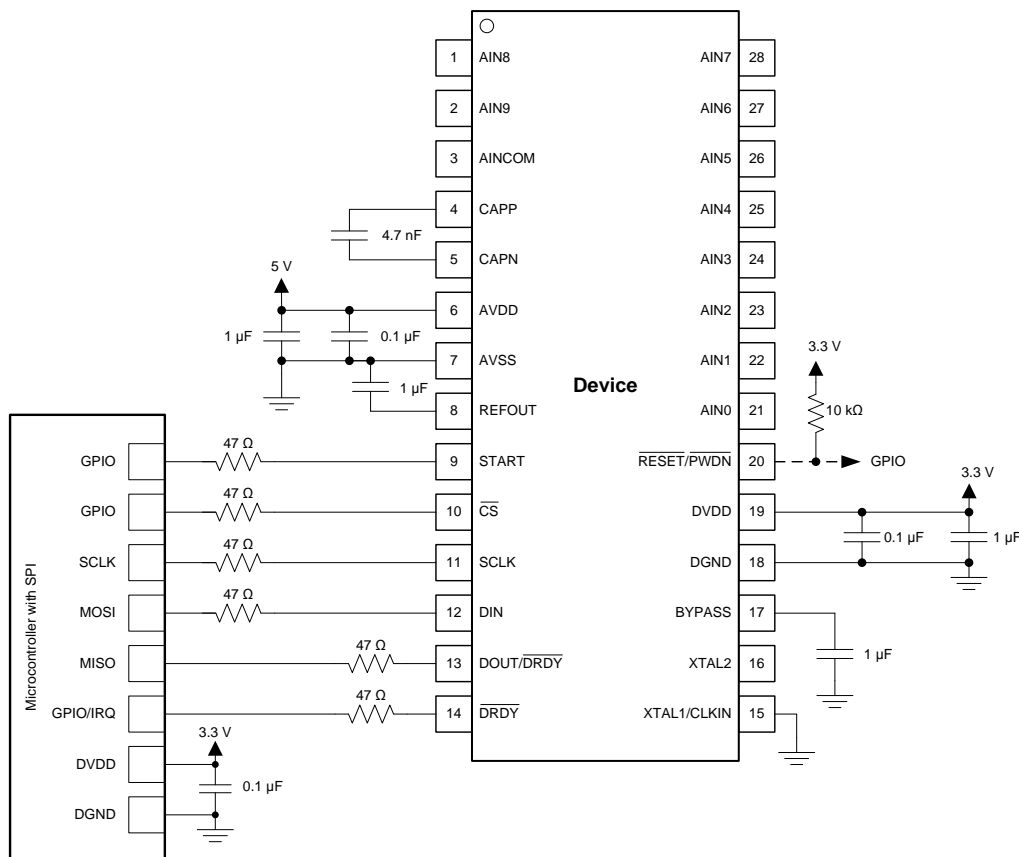 1 AIN8
AIN7 28
2 AIN9
AIN6 27
3 AINCOM
AIN5 26
4 CAPP
AIN4 25
4.7 nF
5 CAPN
AIN3 24
5 V
6 AVDD
AIN2 23
1 µF
0.1 µF
7 AVSS
AIN1 22
3.3 V
1 µF
Device
8 REFOUT
AIN0 21
10 kΩ
Microcontroller with SPI
GPIO
47 Ω
9 START
RESET/PWDN 20
GPIO
3.3 V
GPIO
47 Ω
10 CS
DVDD 19
0.1 µF
1 µF
SCLK
47 Ω
11 SCLK
DGND 18
MOSI
47 Ω
12 DIN
BYPASS 17
1 µF
MISO
47 Ω
13 DOUT/DRDY
XTAL2 16
GPIO/IRQ
47 Ω
14 DRDY
XTAL1/CLKIN 15
3.3 V
DVDD
0.1 µF
DGND